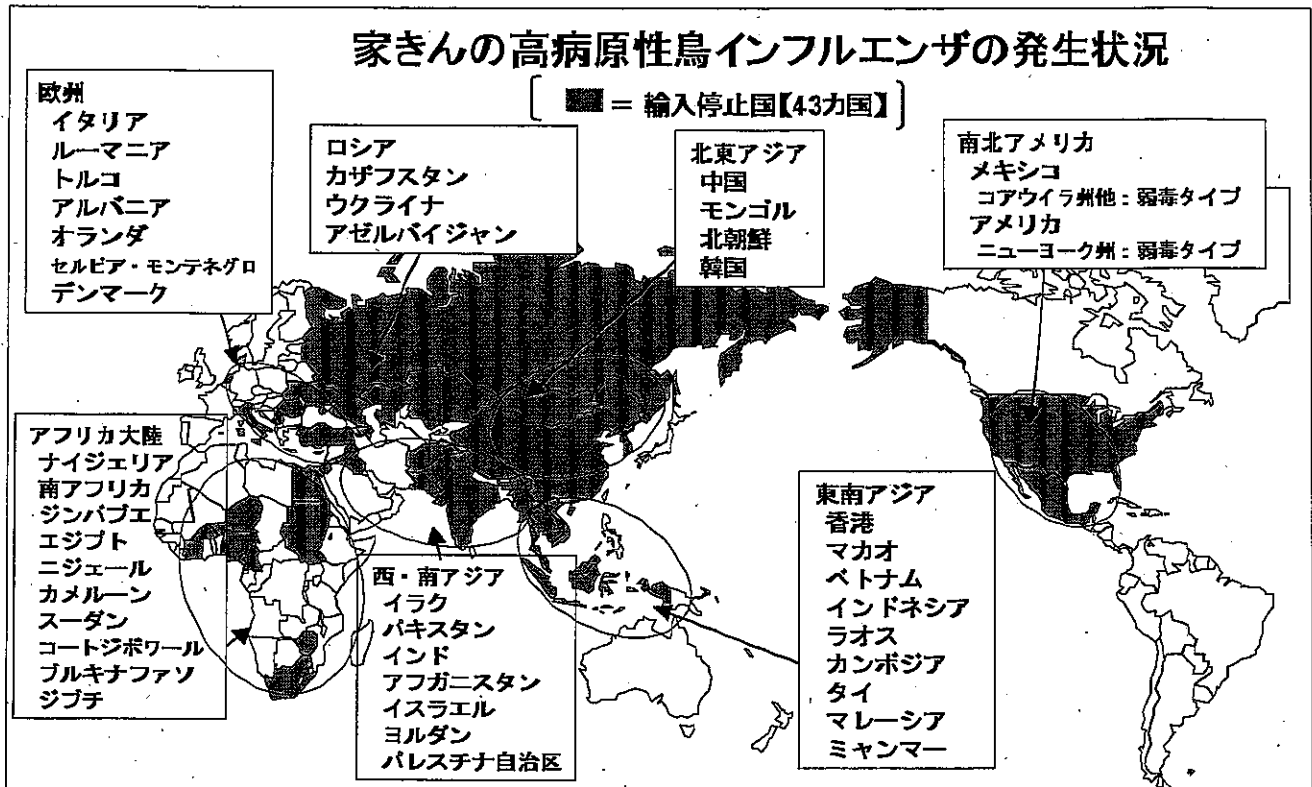 家きんの高病原性鳥インフルエンザの発生状況
= 輸入停止国【43カ国】
欧州
イタリア
ルーマニア
トルコ
アルバニア
オランダ
セルビア・モンテネグロ
デンマーク
ロシア
カザフスタン
ウクライナ
アゼルバイジャン
北東アジア
中国
モンゴル
北朝鮮
韓国
南北アメリカ
メキシコ
コアウイラ州他：弱毒タイプ
アメリカ
ニューヨーク州：弱毒タイプ
アフリカ大陸
ナイジェリア
南アフリカ
ジンバブエ
エジプト
ニジェール
カメルーン
スーダン
コートジボワール
ブルキナファソ
ジブチ
西・南アジア
イラク
パキスタン
インド
アフガニスタン
イスラエル
ヨルダン
パレスチナ自治区
東南アジア
香港
マカオ
ベトナム
インドネシア
ラオス
カンボジア
タイ
マレーシア
ミャンマー